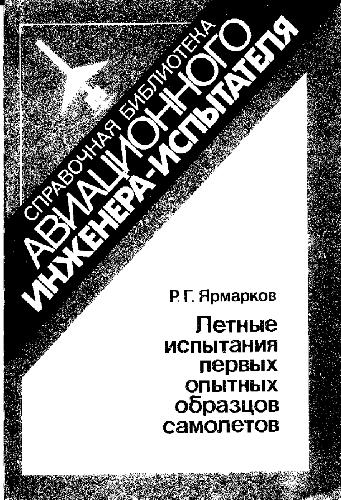 СПРАВОЧНАЯ БИБЛИОТЕКА
АВИАЦИОННОГО
ИНЖЕНЕРА-ИСПЫТАТЕЛЯ
Р. Г. Ярмарков
Летные
испытания
первых
опытных
образцов
самолетов